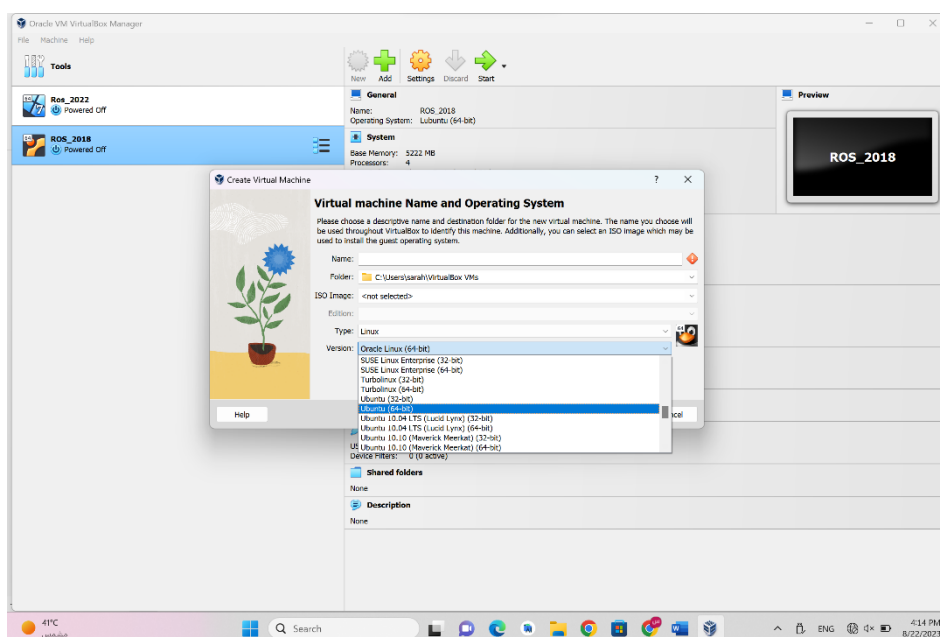 Oracle VM VirtualBox Manager
File Machine Help
Tools
New Add Settings Discard Start
Ros_2022
Powered Off
ROS_2018
Powered Off
General
Name: ROS_2018
Operating System: Lubuntu (64-bit)
System
Base Memory: 5222 MB
Processors: 4
Preview
ROS_2018
Create Virtual Machine
? X
Virtual machine Name and Operating System
Please choose a descriptive name and destination folder for the new virtual machine. The name you choose will
be used throughout VirtualBox to identify this machine. Additionally, you can select an ISO image which may be
used to install the guest operating system.
Name:
Folder: C:\Users\sarah\VirtualBox VMs
ISO Image: <not selected>
Edition:
Type: Linux
64
Version: Oracle Linux (64-bit)
SUSE Linux Enterprise (32-bit)
SUSE Linux Enterprise (64-bit)
Turbolinux (32-bit)
Turbolinux (64-bit)
Ubuntu (32-bit)
Ubuntu (64-bit)
Ubuntu 10.04 LTS (Lucid Lynx) (32-bit)
Ubuntu 10.04 LTS (Lucid Lynx) (64-bit)
Ubuntu 10.10 (Maverick Meerkat) (32-bit)
Ubuntu 10.10 (Maverick Meerkat) (64-bit)
Help
cel
US
Device Filters: 0 (0 active)
Shared folders
None
Description
None
41°C
Search
ENG
4:14 PM